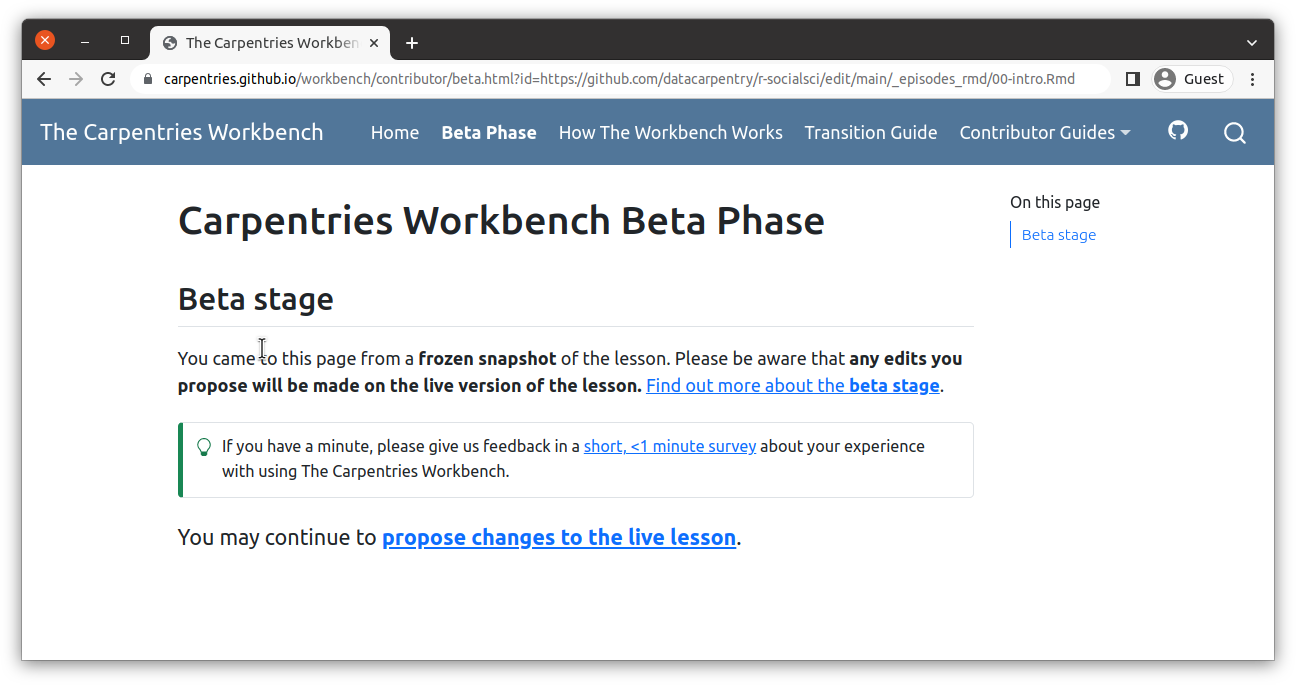 The Carpentries Workben
carpentries.github.io/workbench/contributor/beta.html?id=https://github.com/datacarpentry/r-socialsci/edit/main/_episodes_rmd/00-intro.Rmd
Guest
The Carpentries Workbench
Home
Beta Phase
How The Workbench Works
Transition Guide
Contributor Guides
Carpentries Workbench Beta Phase
On this page
Beta stage
Beta stage
You came to this page from a frozen snapshot of the lesson. Please be aware that any edits you
propose will be made on the live version of the lesson. Find out more about the beta stage.
If you have a minute, please give us feedback in a short, <1 minute survey about your experience
with using The Carpentries Workbench.
You may continue to propose changes to the live lesson.